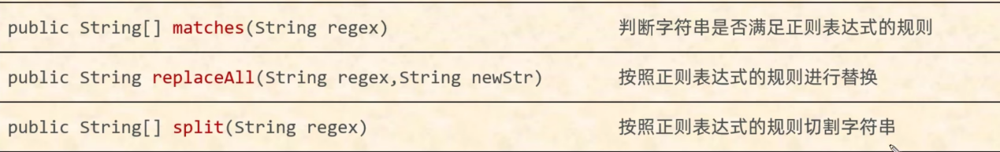 public String[] matches(String regex) 判断字符串是否满足正则表达式的规则
public String replaceAll(String regex,String newStr) 按照正则表达式的规则进行替换
public String[] split(String regex) 按照正则表达式的规则切割字符串